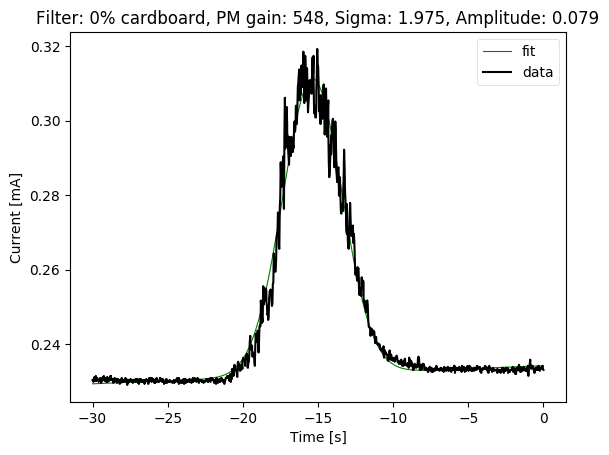 Filter: 0% cardboard, PM gain: 548, Sigma: 1.975, Amplitude: 0.079
fit
data
0.32
0.30
0.28
0.26
0.24
Current [mA]
−30
−25
−20
−15
−10
−5
0
Time [s]